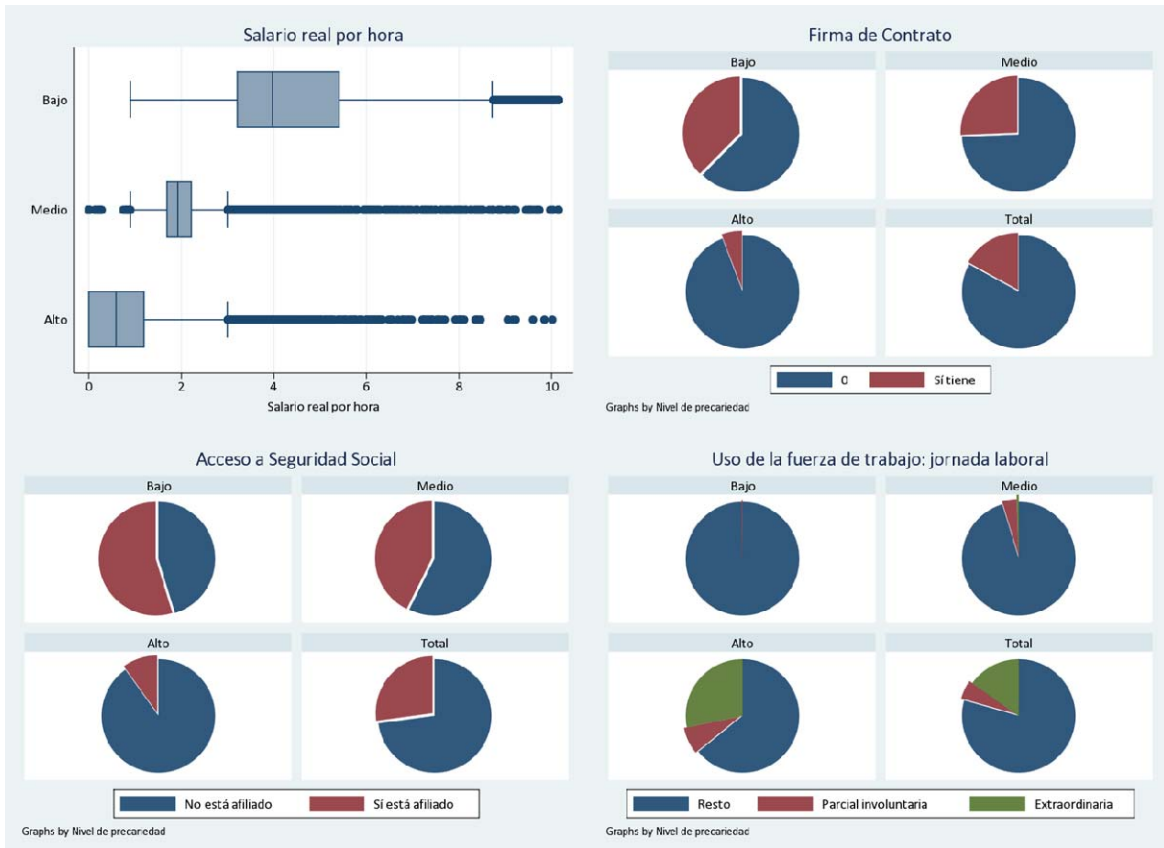 Salario real por hora
Bajo
Medio
Alto
0 2 4 6 8 10
Salario real por hora
Firma de Contrato
Bajo Medio
Alto Total
0 Sí tiene
Graphs by Nivel de precariedad
Acceso a Seguridad Social
Bajo Medio
Alto Total
No está afiliado Sí está afiliado
Graphs by Nivel de precariedad
Uso de la fuerza de trabajo: jornada laboral
Bajo Medio
Alto Total
Resto Parcial involuntaria Extraordinaria
Graphs by Nivel de precariedad